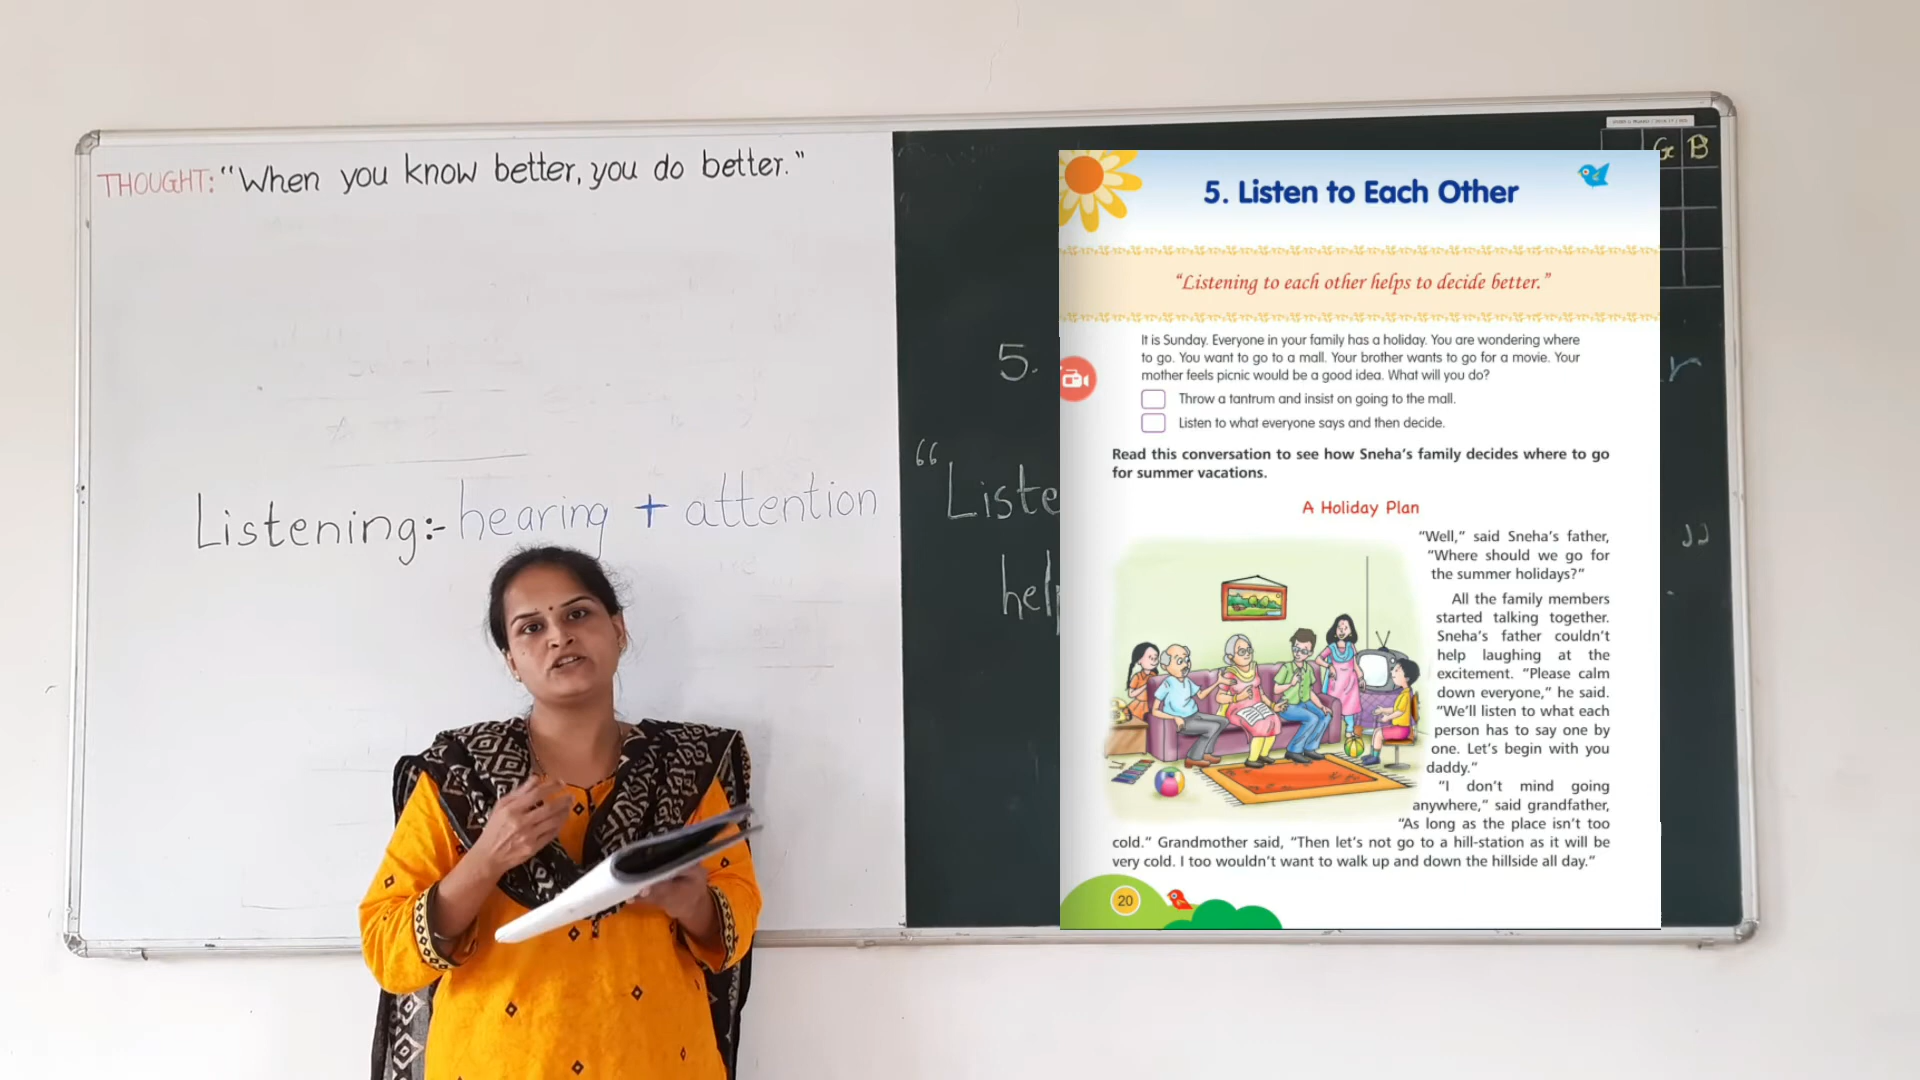 THOUGHT: "When you know better, you do better."
Listening:- hearing + attention
G B
5.
"Liste
help
r
"
5. Listen to Each Other
"Listening to each other helps to decide better."
It is Sunday. Everyone in your family has a holiday. You are wondering where
to go. You want to go to a mall. Your brother wants to go for a movie. Your
mother feels picnic would be a good idea. What will you do?
Throw a tantrum and insist on going to the mall.
Listen to what everyone says and then decide.
Read this conversation to see how Sneha's family decides where to go
for summer vacations.
A Holiday Plan
"Well," said Sneha's father,
"Where should we go for
the summer holidays?"
All the family members
started talking together.
Sneha's father couldn't
help laughing at the
excitement. "Please calm
down everyone," he said.
"We'll listen to what each
person has to say one by
one. Let's begin with you
daddy."
"I don't mind going
anywhere," said grandfather,
"As long as the place isn't too
cold." Grandmother said, "Then let's not go to a hill-station as it will be
very cold. I too wouldn't want to walk up and down the hillside all day."
20